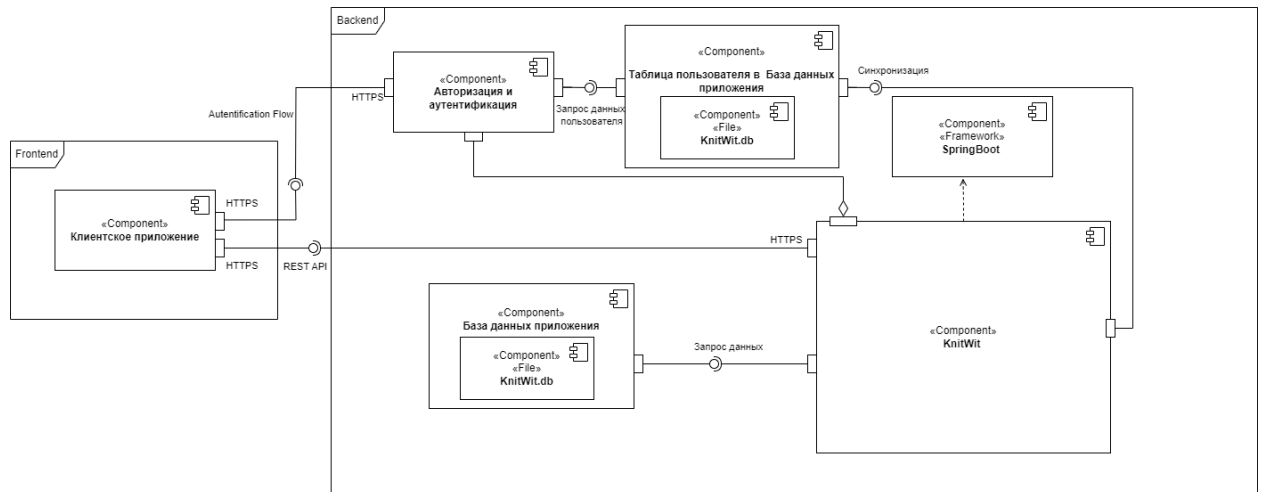 Backend
«Component»
Авторизация и
аутентификация
HTTPS
Autentification Flow
Запрос данных
пользователя
«Component»
Таблица пользователя в База данных
приложения
«Component»
«File»
KnitWit.db
Синхронизация
«Component»
«Framework»
SpringBoot
Frontend
«Component»
Клиентское приложение
HTTPS
HTTPS
REST API
HTTPS
«Component»
База данных приложения
«Component»
«File»
KnitWit.db
Запрос данных
«Component»
KnitWit